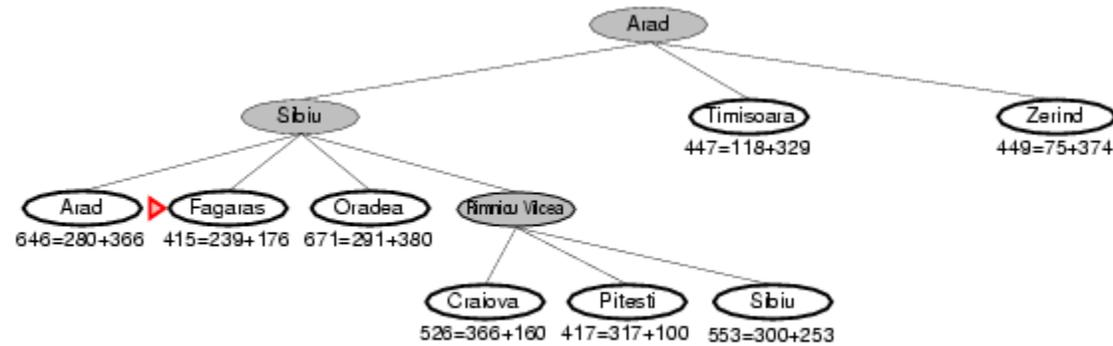 Arad
Sibiu
Timisoara
Zerind
447=118+329
449=75+374
Arad
Fagaras
Oradea
Rimnicu Vilcea
646=280+366
415=239+176
671=291+380
Craiova
Pitesti
Sibiu
526=366+160
417=317+100
553=300+253